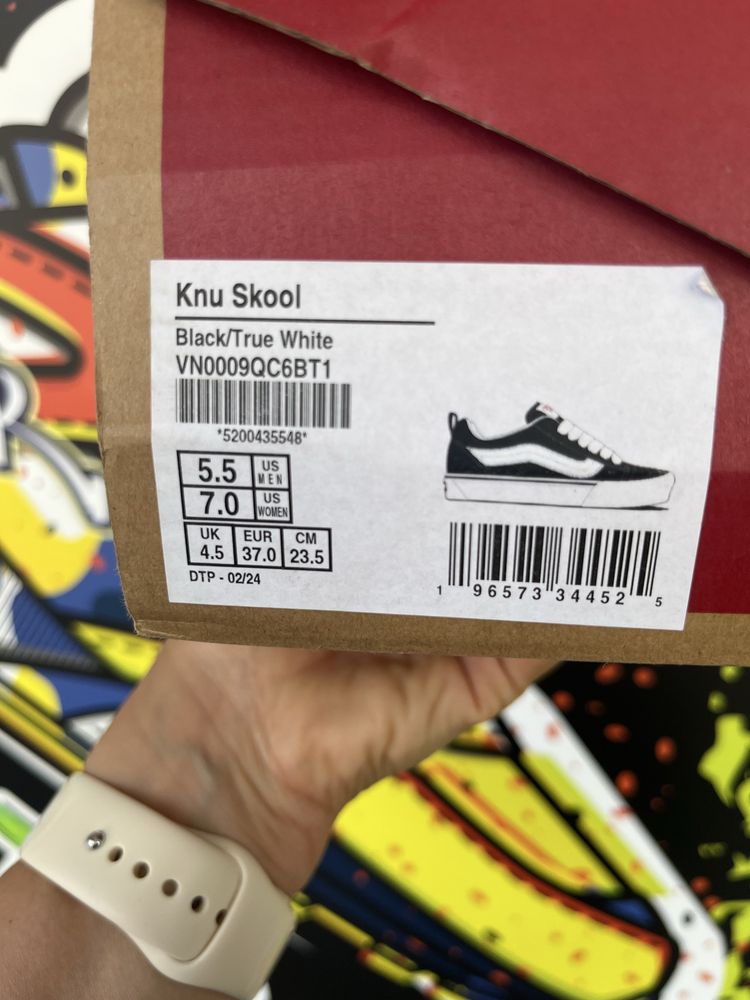 Knu Skool
Black/True White
VN0009QC6BT1
*5200435548*
5.5 US MEN
7.0 US WOMEN
UK EUR CM
4.5 37.0 23.5
DTP - 02/24
1 96573 34452 5